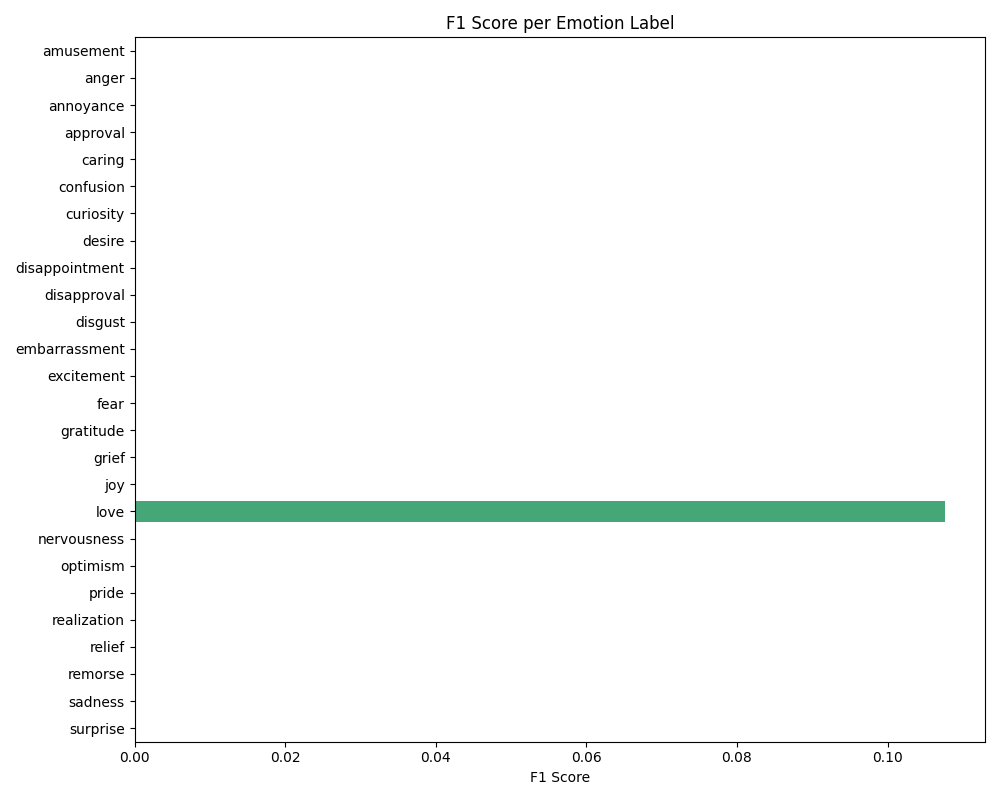 F1 Score per Emotion Label
amusement
anger
annoyance
approval
caring
confusion
curiosity
desire
disappointment
disapproval
disgust
embarrassment
excitement
fear
gratitude
grief
joy
love
nervousness
optimism
pride
realization
relief
remorse
sadness
surprise
0.00 0.02 0.04 0.06 0.08 0.10
F1 Score